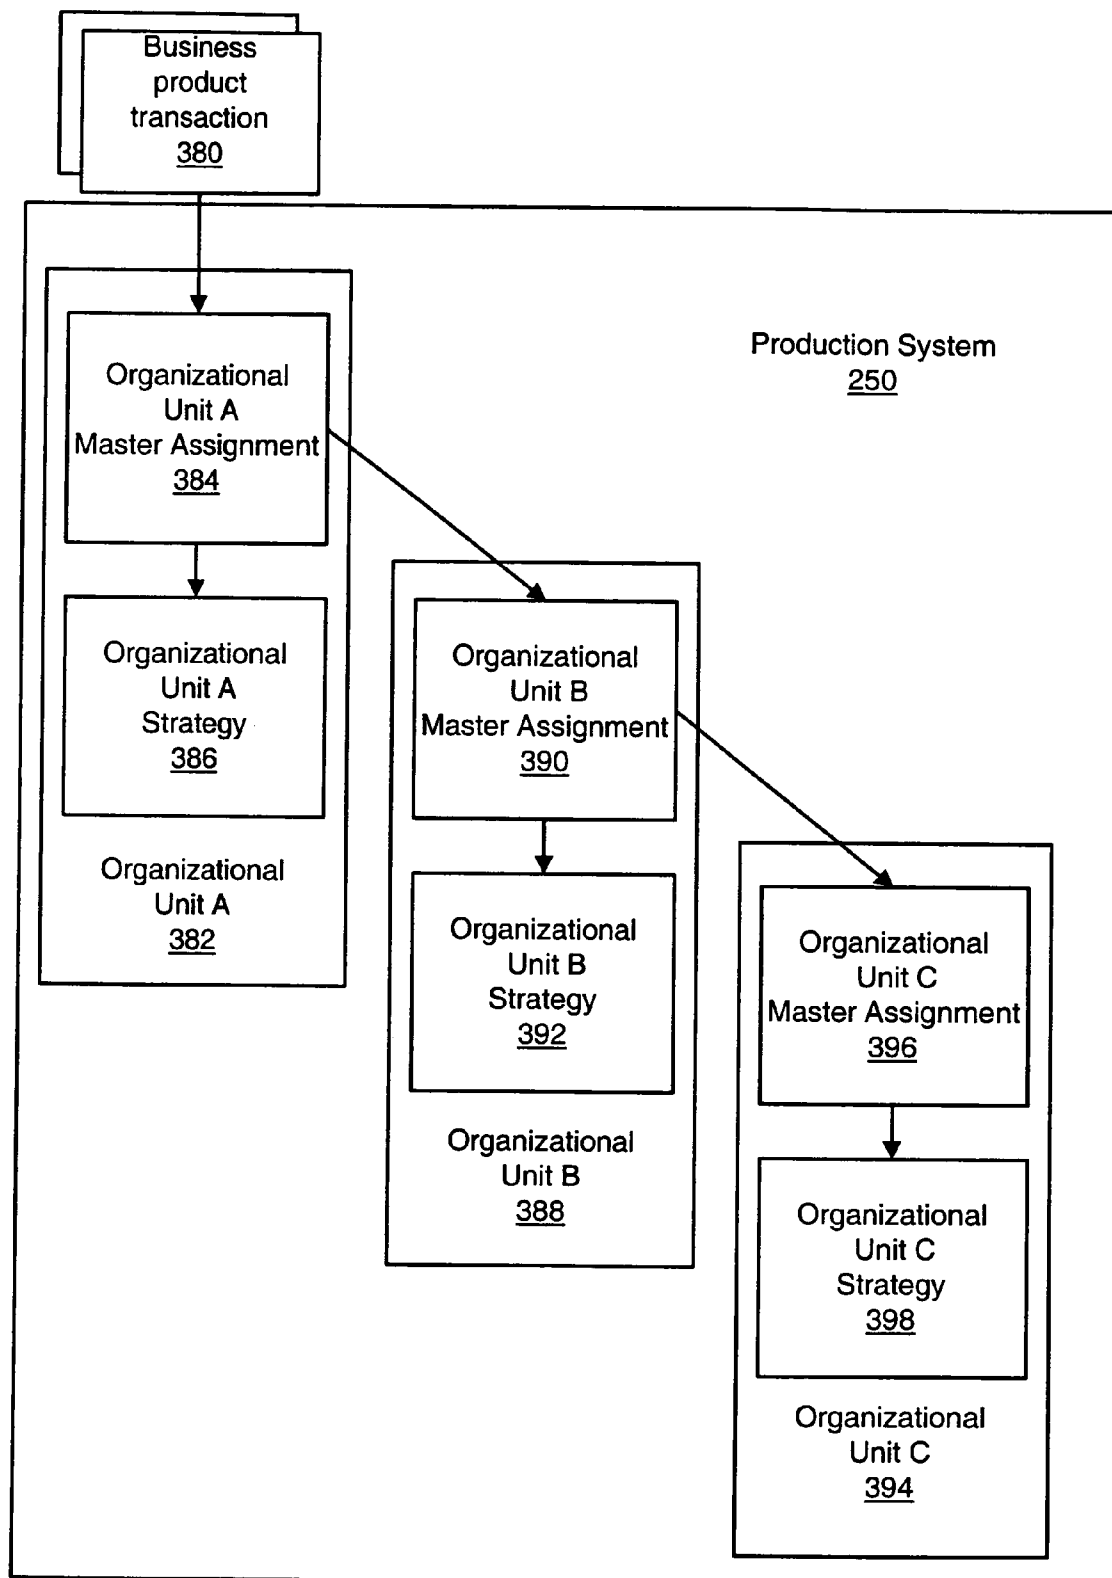 Business
product
transaction
380
Production System
250
Organizational
Unit A
Master Assignment
384
Organizational
Unit A
Strategy
386
Organizational
Unit A
382
Organizational
Unit B
Master Assignment
390
Organizational
Unit B
Strategy
392
Organizational
Unit B
388
Organizational
Unit C
Master Assignment
396
Organizational
Unit C
Strategy
398
Organizational
Unit C
394